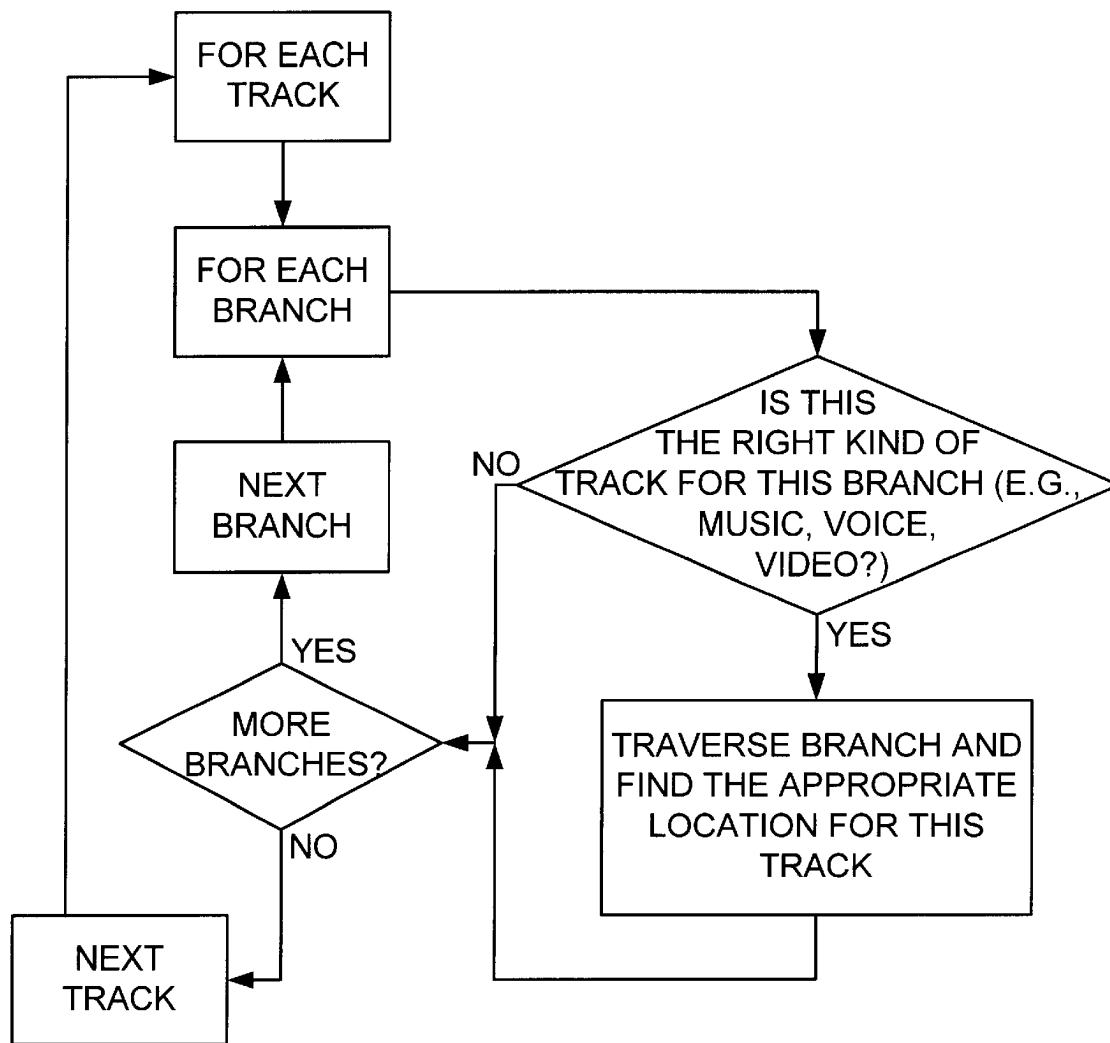 FOR EACH
TRACK
FOR EACH
BRANCH
IS THIS
THE RIGHT KIND OF
TRACK FOR THIS BRANCH (E.G.,
MUSIC, VOICE,
VIDEO?)
NO
YES
NEXT
BRANCH
YES
MORE
BRANCHES?
NO
TRAVERSE BRANCH AND
FIND THE APPROPRIATE
LOCATION FOR THIS
TRACK
NEXT
TRACK